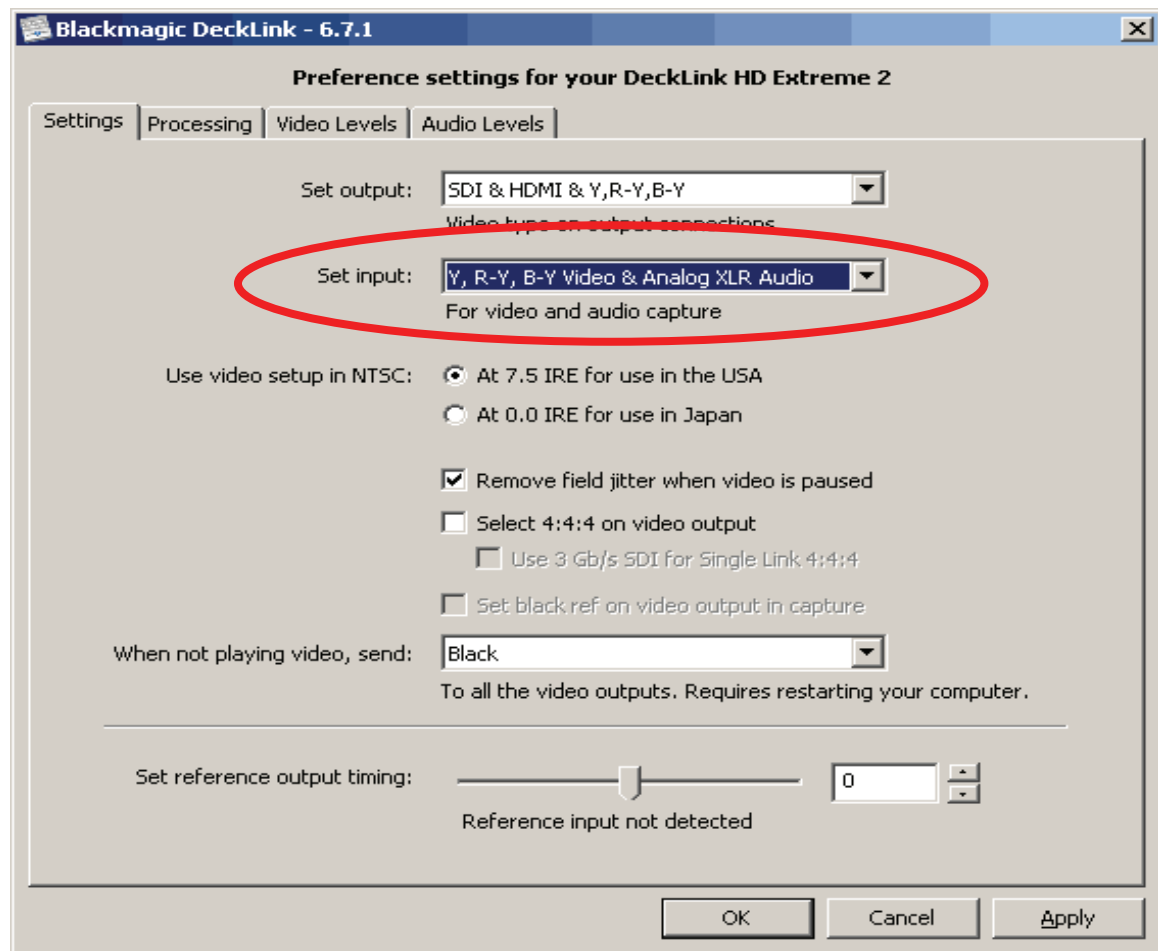 Blackmagic DeckLink - 6.7.1
Preference settings for your DeckLink HD Extreme 2
Settings Processing Video Levels Audio Levels
Set output: SDI & HDMI & Y,R-Y,B-Y
Video type on output connections
Set input: Y, R-Y, B-Y Video & Analog XLR Audio
For video and audio capture
Use video setup in NTSC: At 7.5 IRE for use in the USA
At 0.0 IRE for use in Japan
Remove field jitter when video is paused
Select 4:4:4 on video output
Use 3 Gb/s SDI for Single Link 4:4:4
Set black ref on video output in capture
When not playing video, send: Black
To all the video outputs. Requires restarting your computer.
Set reference output timing: 0
Reference input not detected
OK Cancel Apply